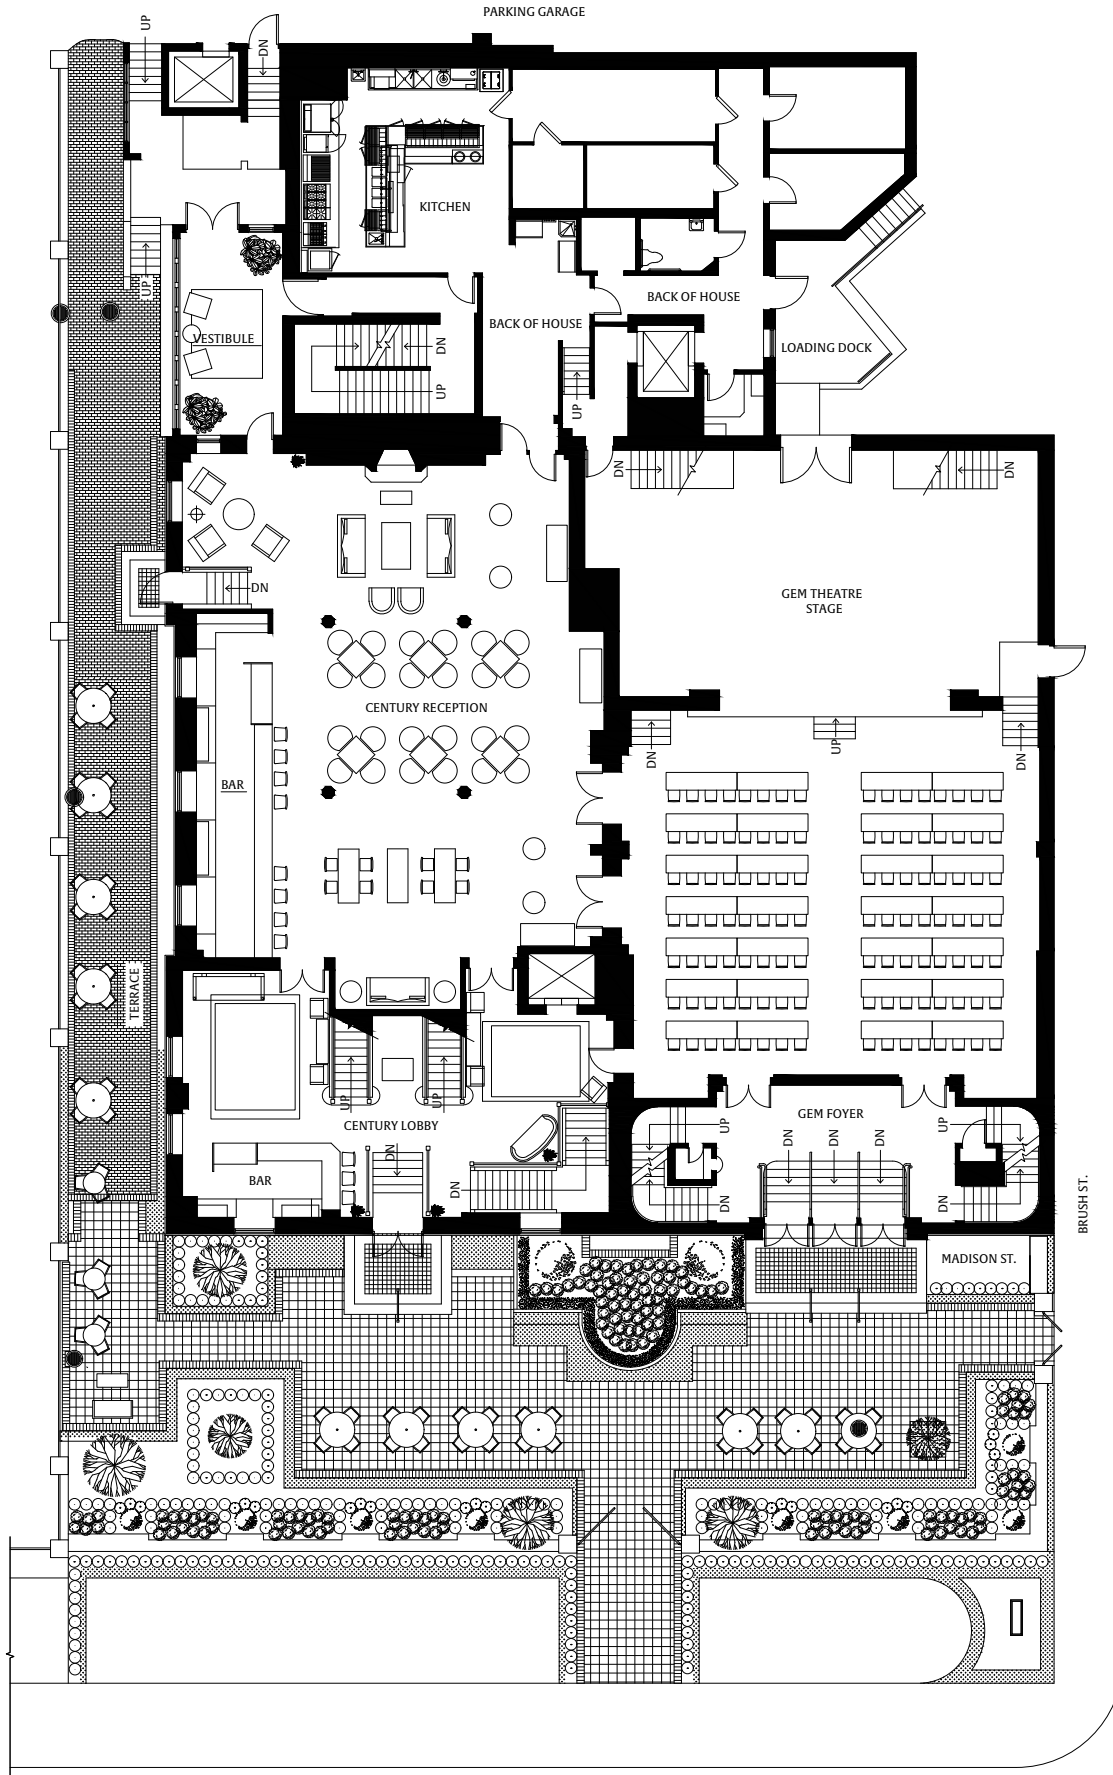 PARKING GARAGE
UP
DN
KITCHEN
UP
BACK OF HOUSE
BACK OF HOUSE
VESTIBULE
DN
LOADING DOCK
UP
UP
DN
DN
DN
GEM THEATRE
STAGE
CENTURY RECEPTION
UP
DN
DN
BAR
TERRACE
UP
UP
CENTURY LOBBY
GEM FOYER
UP
UP
DN
DN
DN
DN
BAR
DN
DN
DN
BRUSH ST.
MADISON ST.